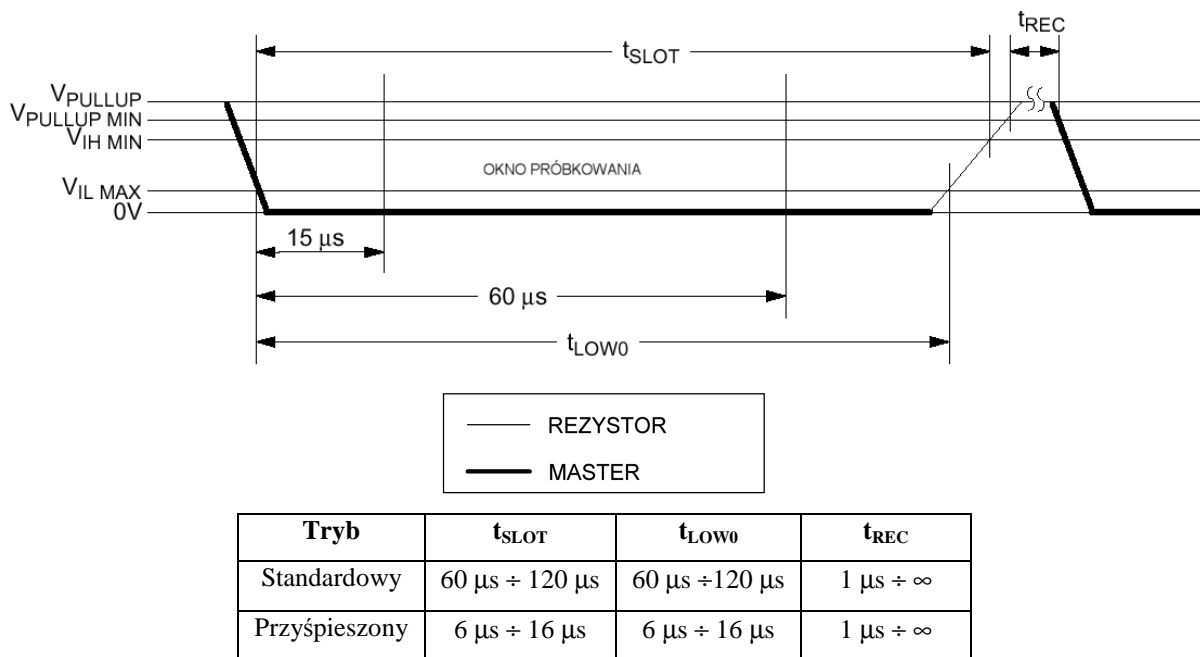 tREC
tSLOT
VPULLUP
VPULLUP MIN
VIH MIN
OKNO PRÓBKOWANIA
VIL MAX
0V
15 μs
60 μs
tLOW0
REZYSTOR
MASTER
Tryb tSLOT tLOW0 tREC
Standardowy 60 μs ÷ 120 μs 60 μs ÷120 μs 1 μs ÷ ∞
Przyśpieszony 6 μs ÷ 16 μs 6 μs ÷ 16 μs 1 μs ÷ ∞